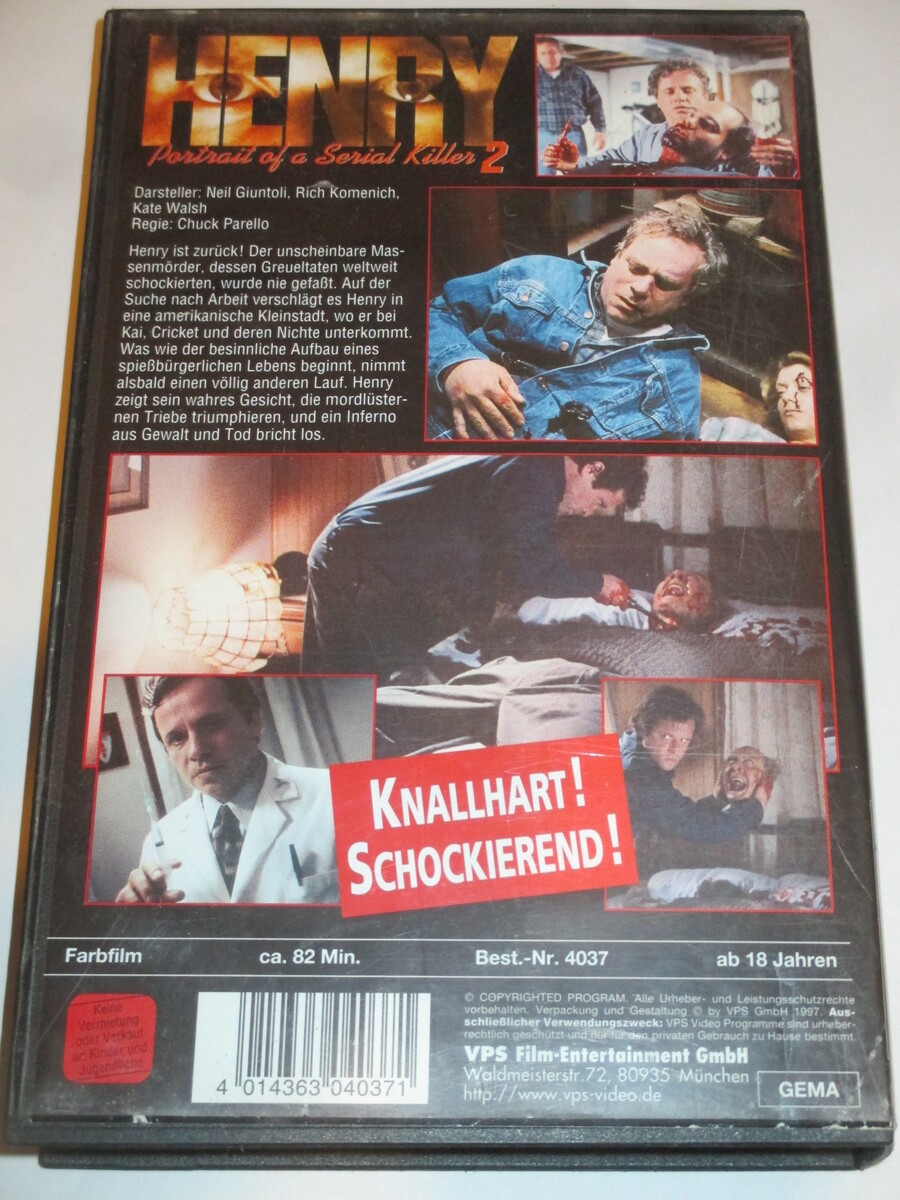 HENRY
Portrait of a Serial Killer 2
Darsteller: Neil Giuntoli, Rich Komenich,
Kate Walsh
Regie: Chuck Parello
Henry ist zurück! Der unscheinbare Mas-
senmörder, dessen Greueltaten weltweit
schockierten, wurde nie gefaßt. Auf der
Suche nach Arbeit verschlägt es Henry in
eine amerikanische Kleinstadt, wo er bei
Kai, Cricket und deren Nichte unterkommt.
Was wie der besinnliche Aufbau eines
spießbürgerlichen Lebens beginnt, nimmt
alsbald einen völlig anderen Lauf. Henry
zeigt sein wahres Gesicht, die mordlüster-
nen Triebe triumphieren, und ein Inferno
aus Gewalt und Tod bricht los.
KNALLHART!
SCHOCKIEREND!
Farbfilm ca. 82 Min. Best.-Nr. 4037 ab 18 Jahren
Keine
Vermietung
oder Verkauf
an Kinder und
Jugendliche
4 014363 040371
© COPYRIGHTED PROGRAM. Alle Urheber- und Leistungsschutzrechte
vorbehalten. Verpackung und Gestaltung © by VPS GmbH 1997. Aus-
schließlicher Verwendungszweck: VPS Video Programme sind urheber-
rechtlich geschützt und nur für den privaten Gebrauch zu Hause bestimmt.
VPS Film-Entertainment GmbH
Waldmeisterstr. 72, 80935 München
http://www.vps-video.de
GEMA